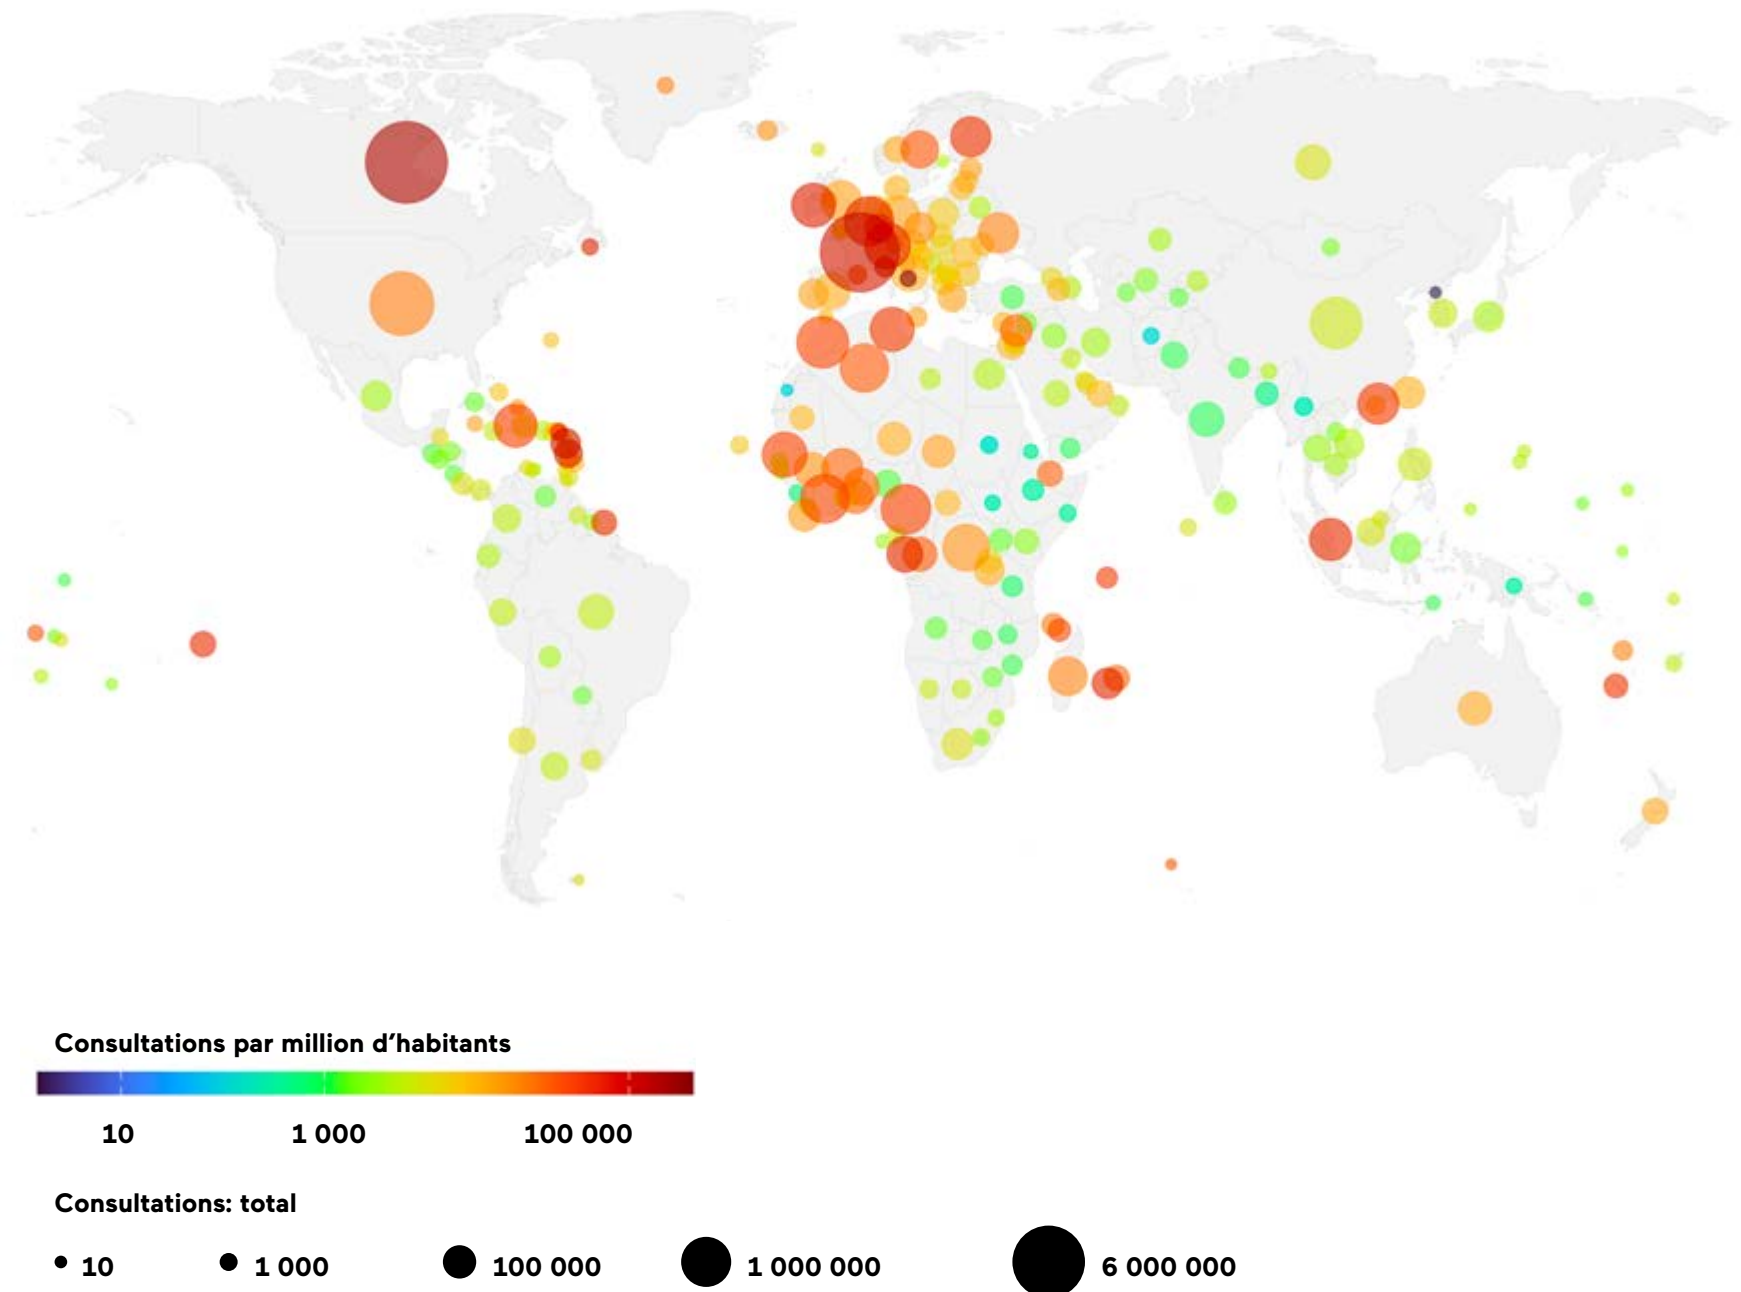 Consultations par million d’habitants
10 1 000 100 000
Consultations: total
10 1 000 100 000 1 000 000 6 000 000